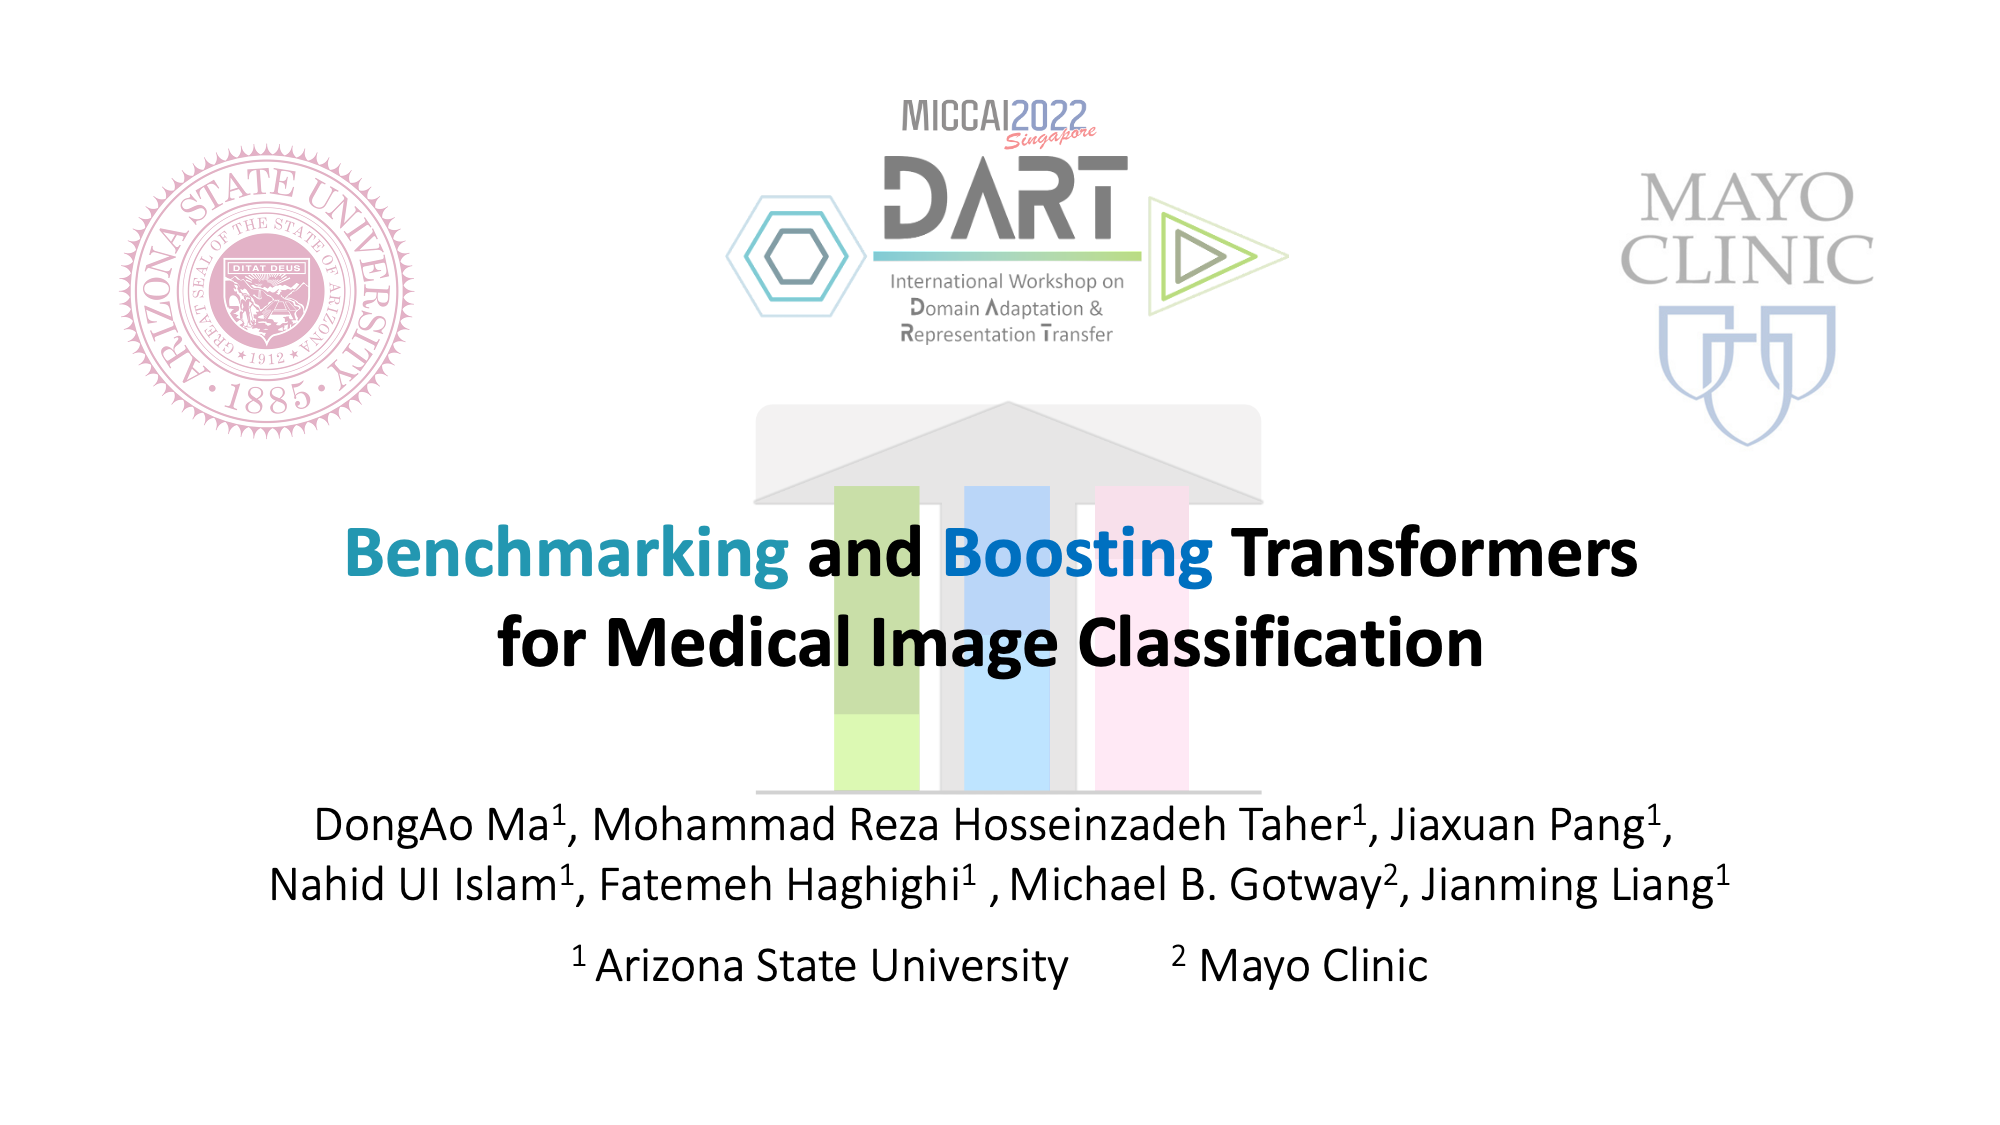 MICCAI2022
Singapore
DART
International Workshop on
Domain Adaptation &
Representation Transfer
ARIZONA STATE UNIVERSITY
· 1885 ·
GREAT SEAL OF THE STATE OF ARIZONA
★ 1912 ★
DITAT DEUS
MAYO
CLINIC
Benchmarking and Boosting Transformers
for Medical Image Classification
DongAo Ma¹, Mohammad Reza Hosseinzadeh Taher¹, Jiaxuan Pang¹,
Nahid UI Islam¹, Fatemeh Haghighi¹ , Michael B. Gotway², Jianming Liang¹
¹ Arizona State University ² Mayo Clinic